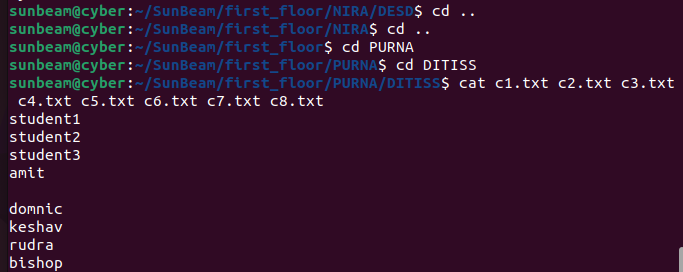 sunbeam@cyber:~/SunBeam/first_floor/NIRA/DESD$ cd ..
sunbeam@cyber:~/SunBeam/first_floor/NIRA$ cd ..
sunbeam@cyber:~/SunBeam/first_floor$ cd PURNA
sunbeam@cyber:~/SunBeam/first_floor/PURNA$ cd DITISS
sunbeam@cyber:~/SunBeam/first_floor/PURNA/DITISS$ cat c1.txt c2.txt c3.txt
c4.txt c5.txt c6.txt c7.txt c8.txt
student1
student2
student3
amit
domnic
keshav
rudra
bishop